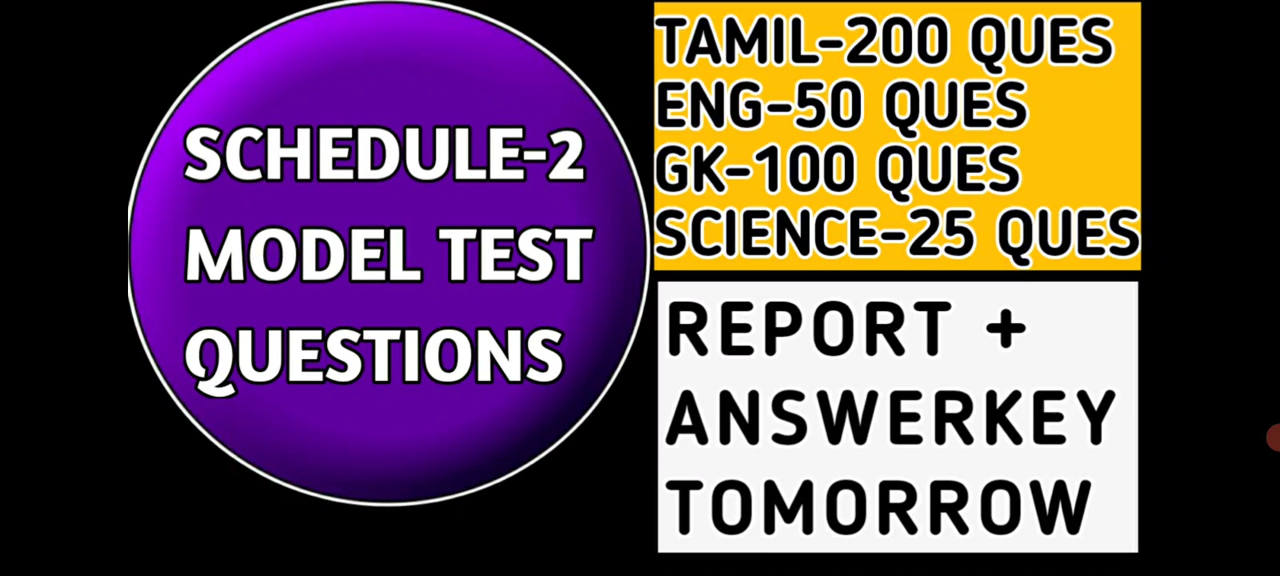 SCHEDULE-2
MODEL TEST
QUESTIONS
TAMIL-200 QUES
ENG-50 QUES
GK-100 QUES
SCIENCE-25 QUES
REPORT +
ANSWERKEY
TOMORROW